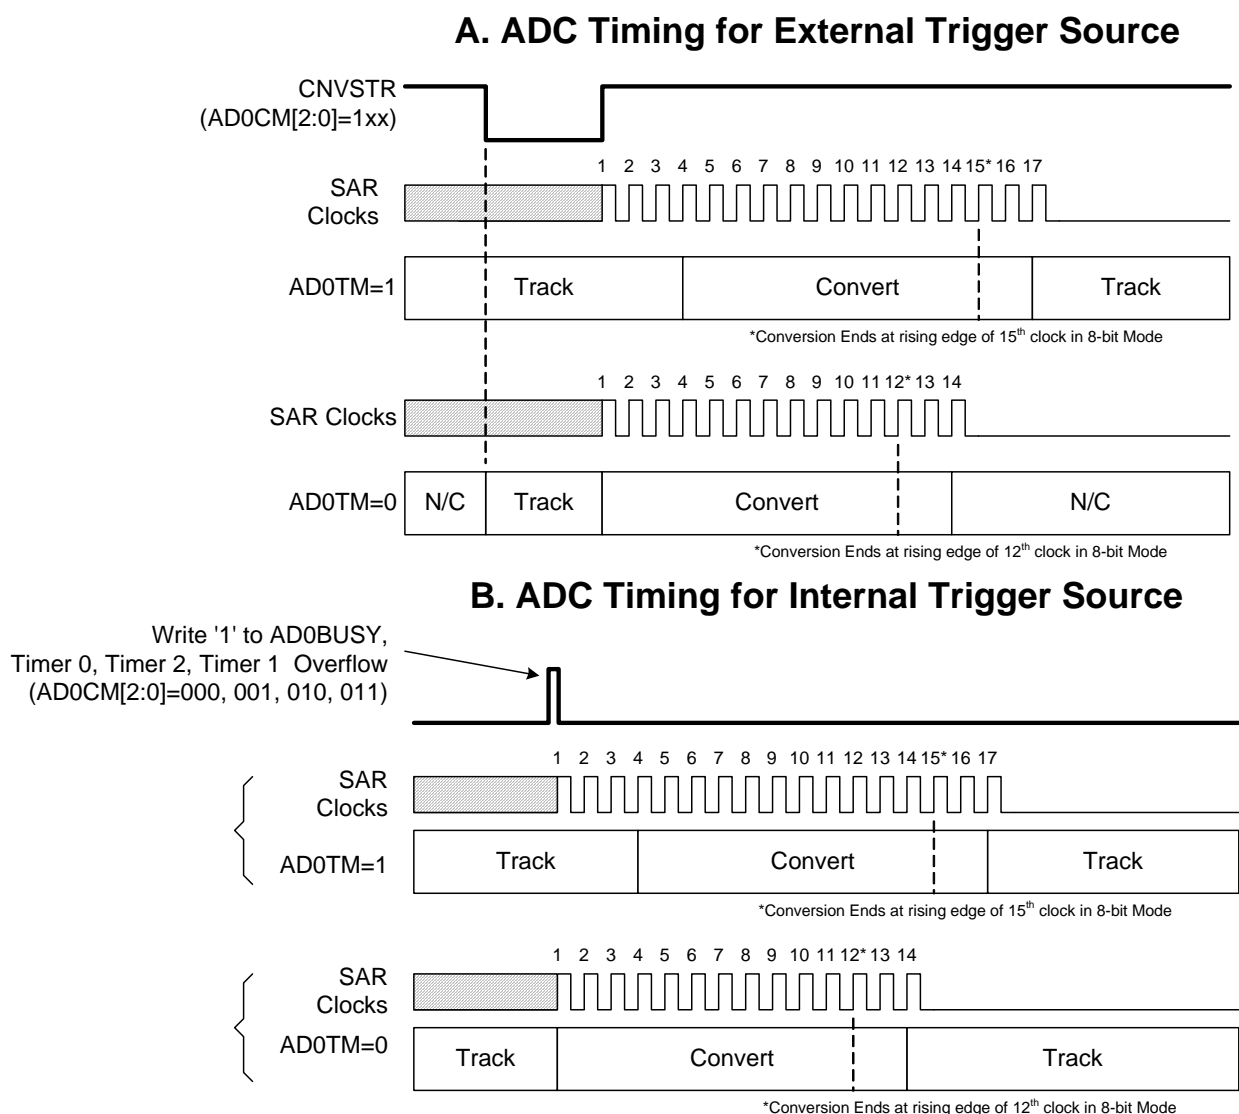 A. ADC Timing for External Trigger Source
CNVSTR
(AD0CM[2:0]=1xx)
1 2 3 4 5 6 7 8 9 10 11 12 13 14 15* 16 17
SAR
Clocks
AD0TM=1 Track Convert Track
*Conversion Ends at rising edge of 15th clock in 8-bit Mode
1 2 3 4 5 6 7 8 9 10 11 12* 13 14
SAR Clocks
AD0TM=0 N/C Track Convert N/C
*Conversion Ends at rising edge of 12th clock in 8-bit Mode
B. ADC Timing for Internal Trigger Source
Write '1' to AD0BUSY,
Timer 0, Timer 2, Timer 1 Overflow
(AD0CM[2:0]=000, 001, 010, 011)
1 2 3 4 5 6 7 8 9 10 11 12 13 14 15* 16 17
SAR
Clocks
AD0TM=1 Track Convert Track
*Conversion Ends at rising edge of 15th clock in 8-bit Mode
1 2 3 4 5 6 7 8 9 10 11 12* 13 14
SAR
Clocks
AD0TM=0 Track Convert Track
*Conversion Ends at rising edge of 12th clock in 8-bit Mode